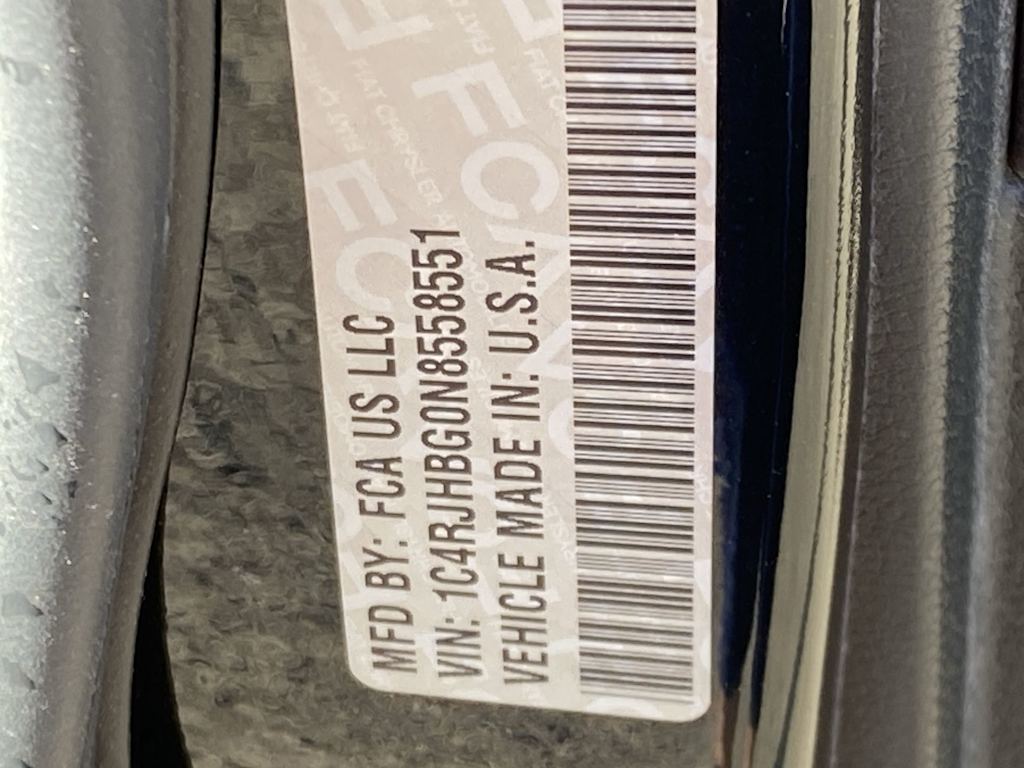 MFD BY: FCA US LLC
VIN: 1C4RJHBG0N8558551
VEHICLE MADE IN: U.S.A.